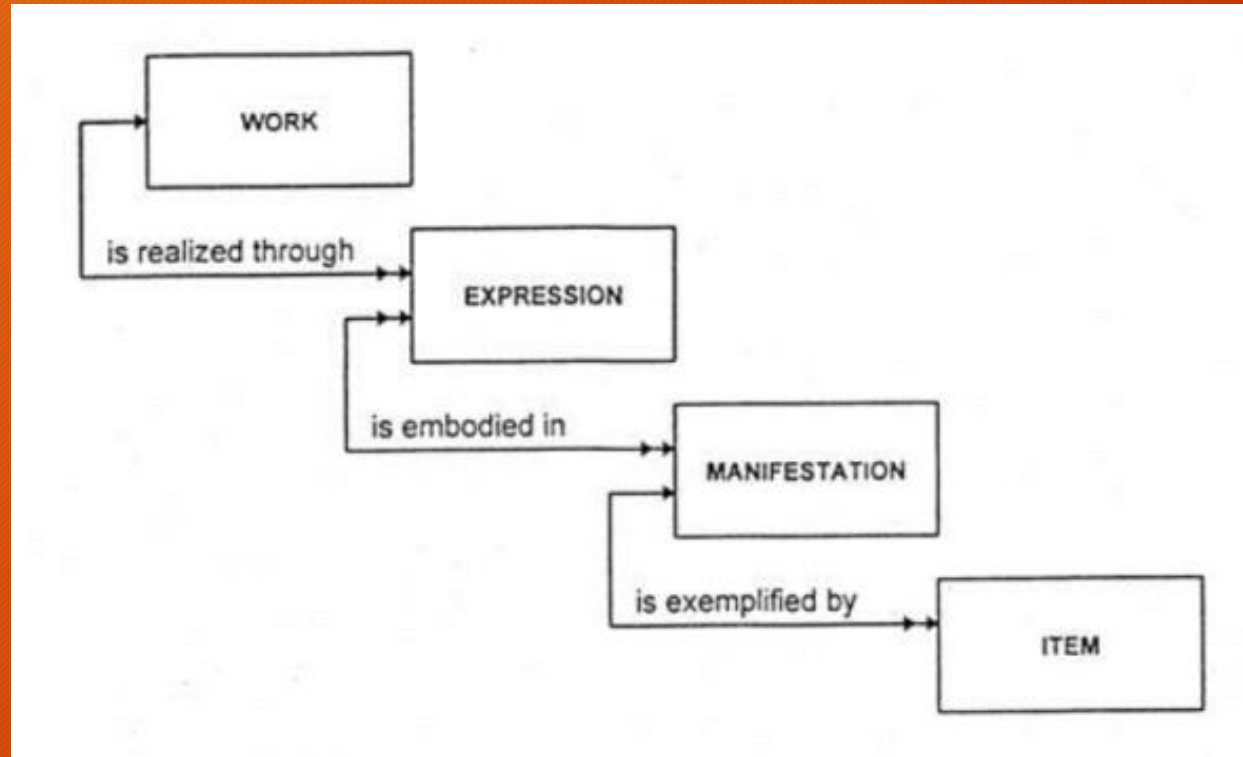 WORK
is realized through
EXPRESSION
is embodied in
MANIFESTATION
is exemplified by
ITEM